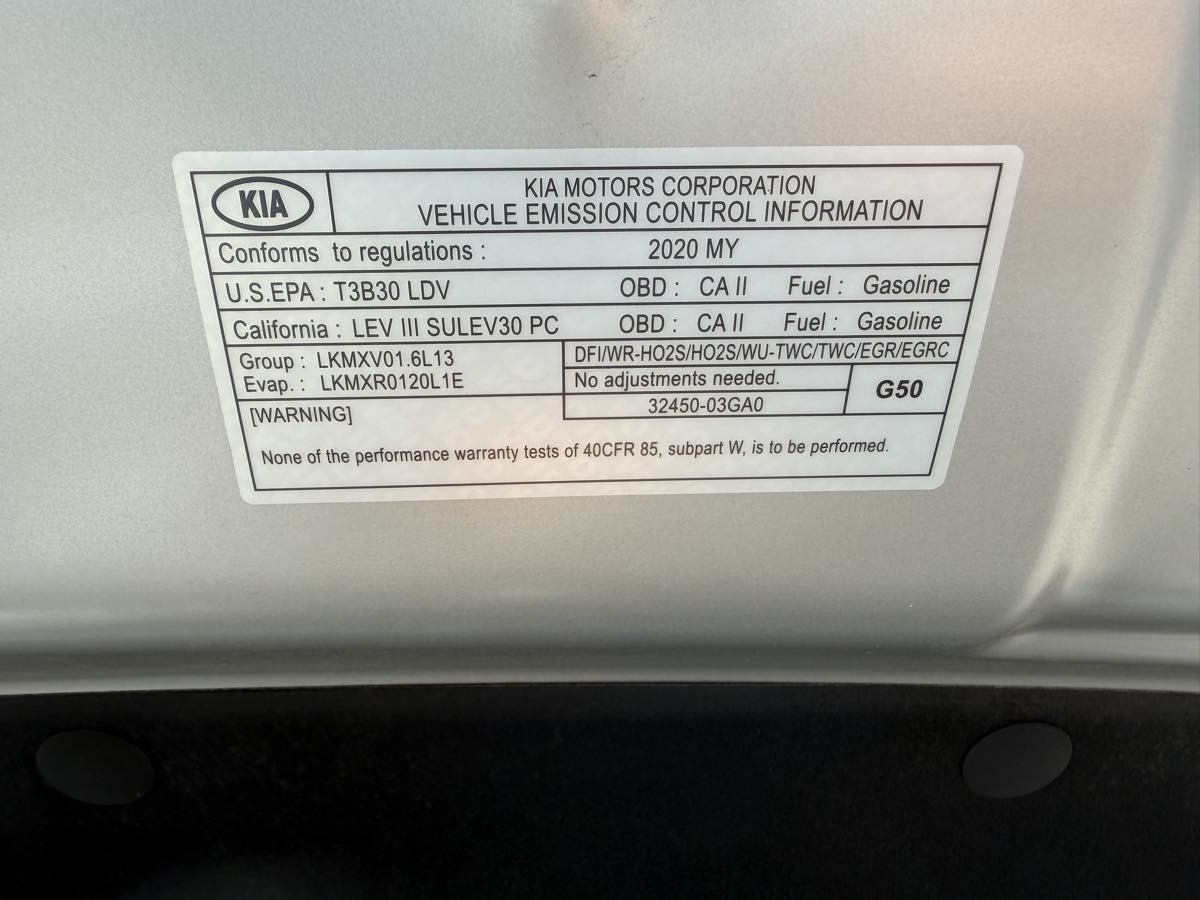 KIA
KIA MOTORS CORPORATION
VEHICLE EMISSION CONTROL INFORMATION
Conforms to regulations : 2020 MY
U.S.EPA : T3B30 LDV OBD : CA II Fuel : Gasoline
California : LEV III SULEV30 PC OBD : CA II Fuel : Gasoline
Group : LKMXV01.6L13
Evap. : LKMXR0120L1E
DFI/WR-HO2S/HO2S/WU-TWC/TWC/EGR/EGRC
No adjustments needed.
G50
32450-03GA0
[WARNING]
None of the performance warranty tests of 40CFR 85, subpart W, is to be performed.